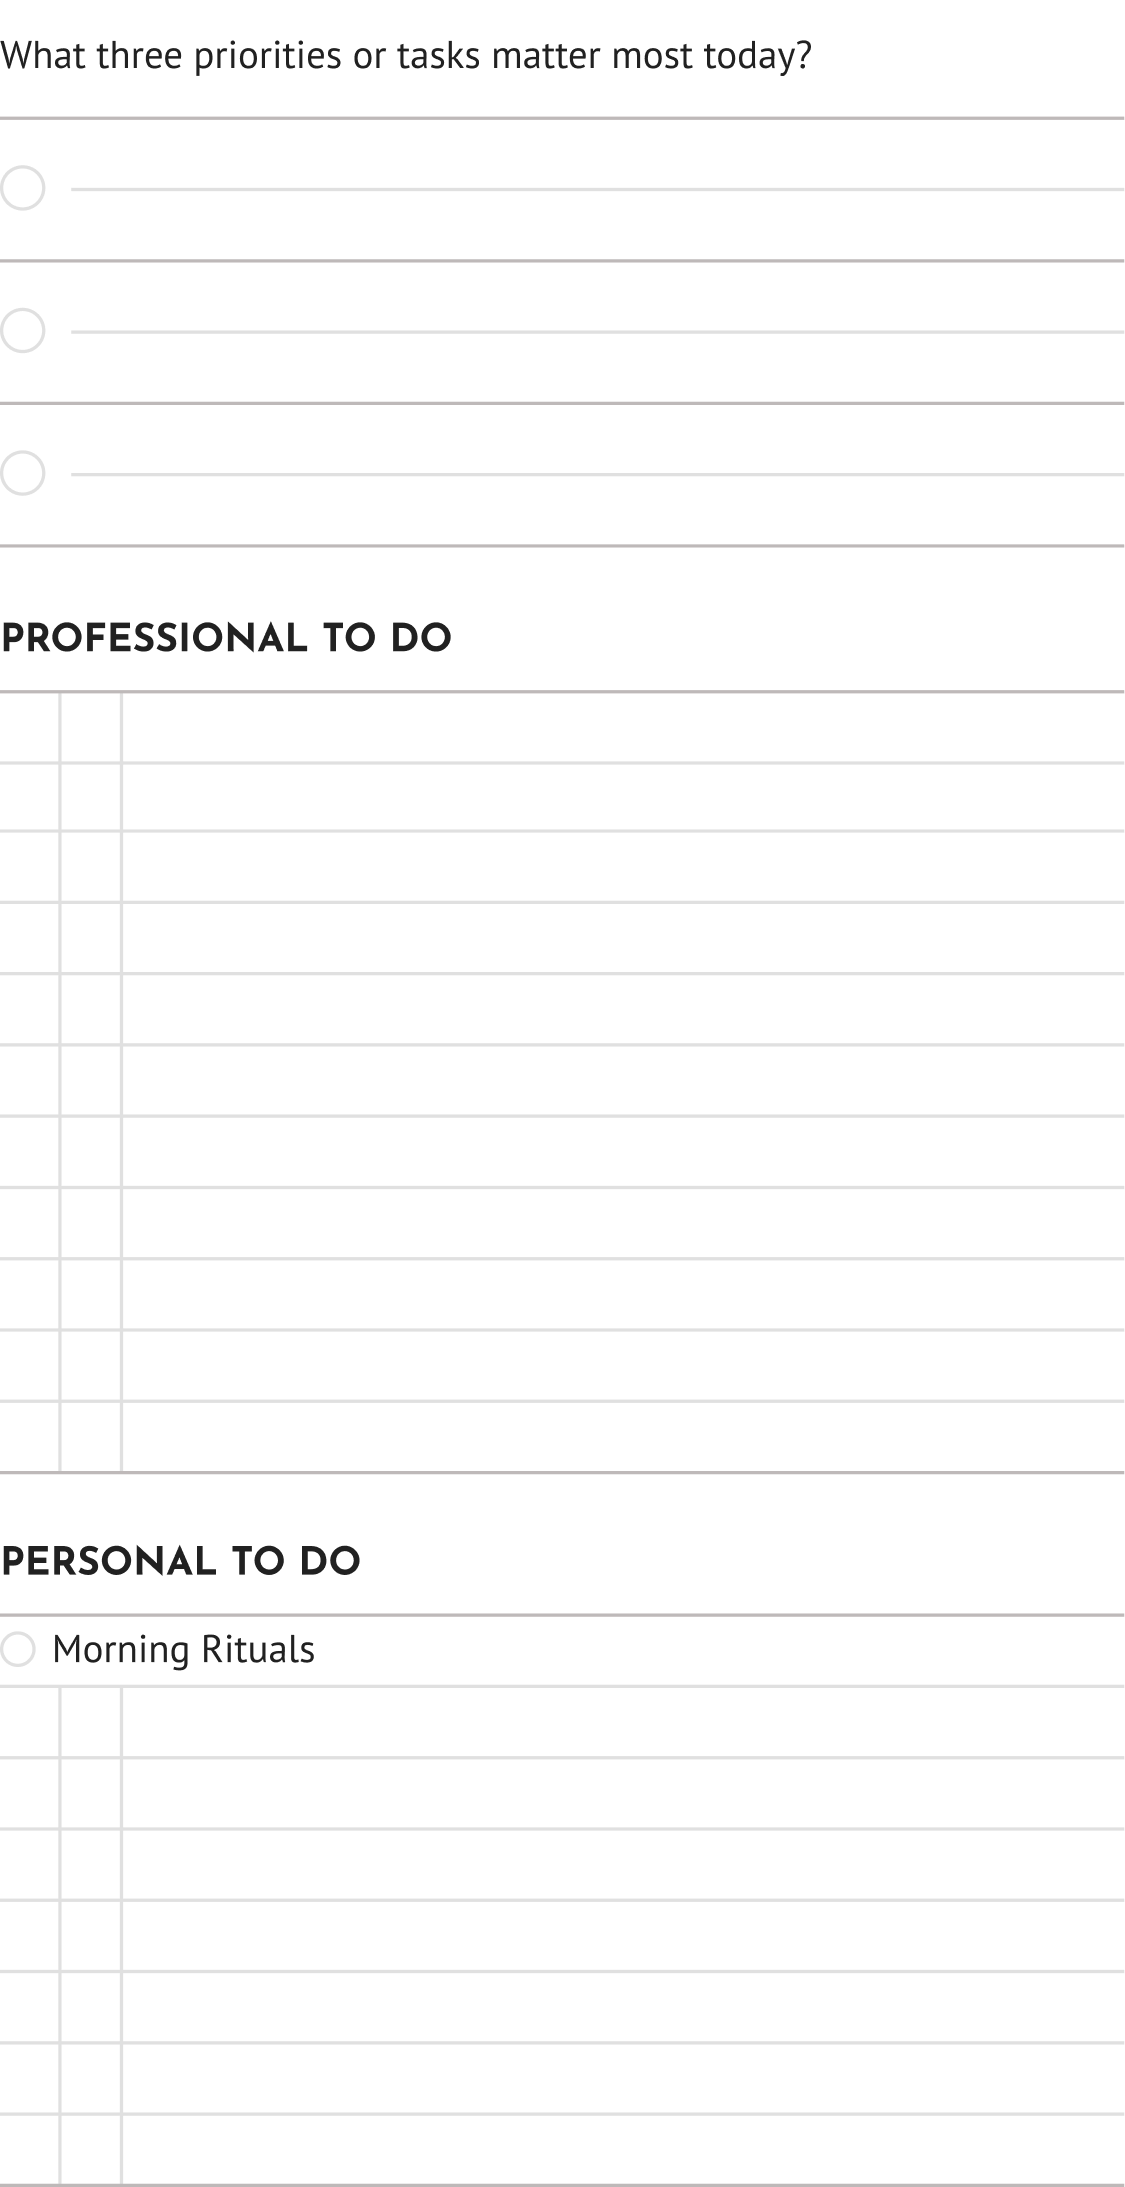 What three priorities or tasks matter most today?
PROFESSIONAL TO DO
PERSONAL TO DO
Morning Rituals